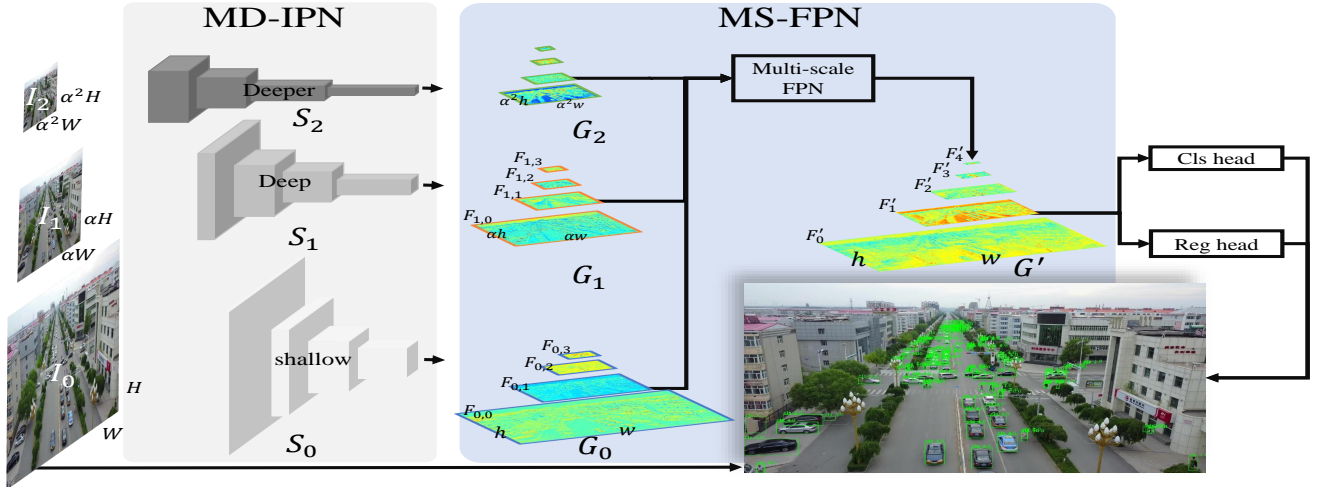 MD-IPN
MS-FPN
I₂
α²H
α²W
Deeper
S₂
α²h
α²w
G₂
Multi-scale
FPN
I₁
αH
αW
Deep
S₁
F₁,₃
F₁,₂
F₁,₁
F₁,₀
αh
αw
G₁
F′₄
F′₃
F′₂
F′₁
F′₀
h
w
G′
Cls head
Reg head
I₀
H
W
shallow
S₀
F₀,₃
F₀,₂
F₀,₁
F₀,₀
h
w
G₀